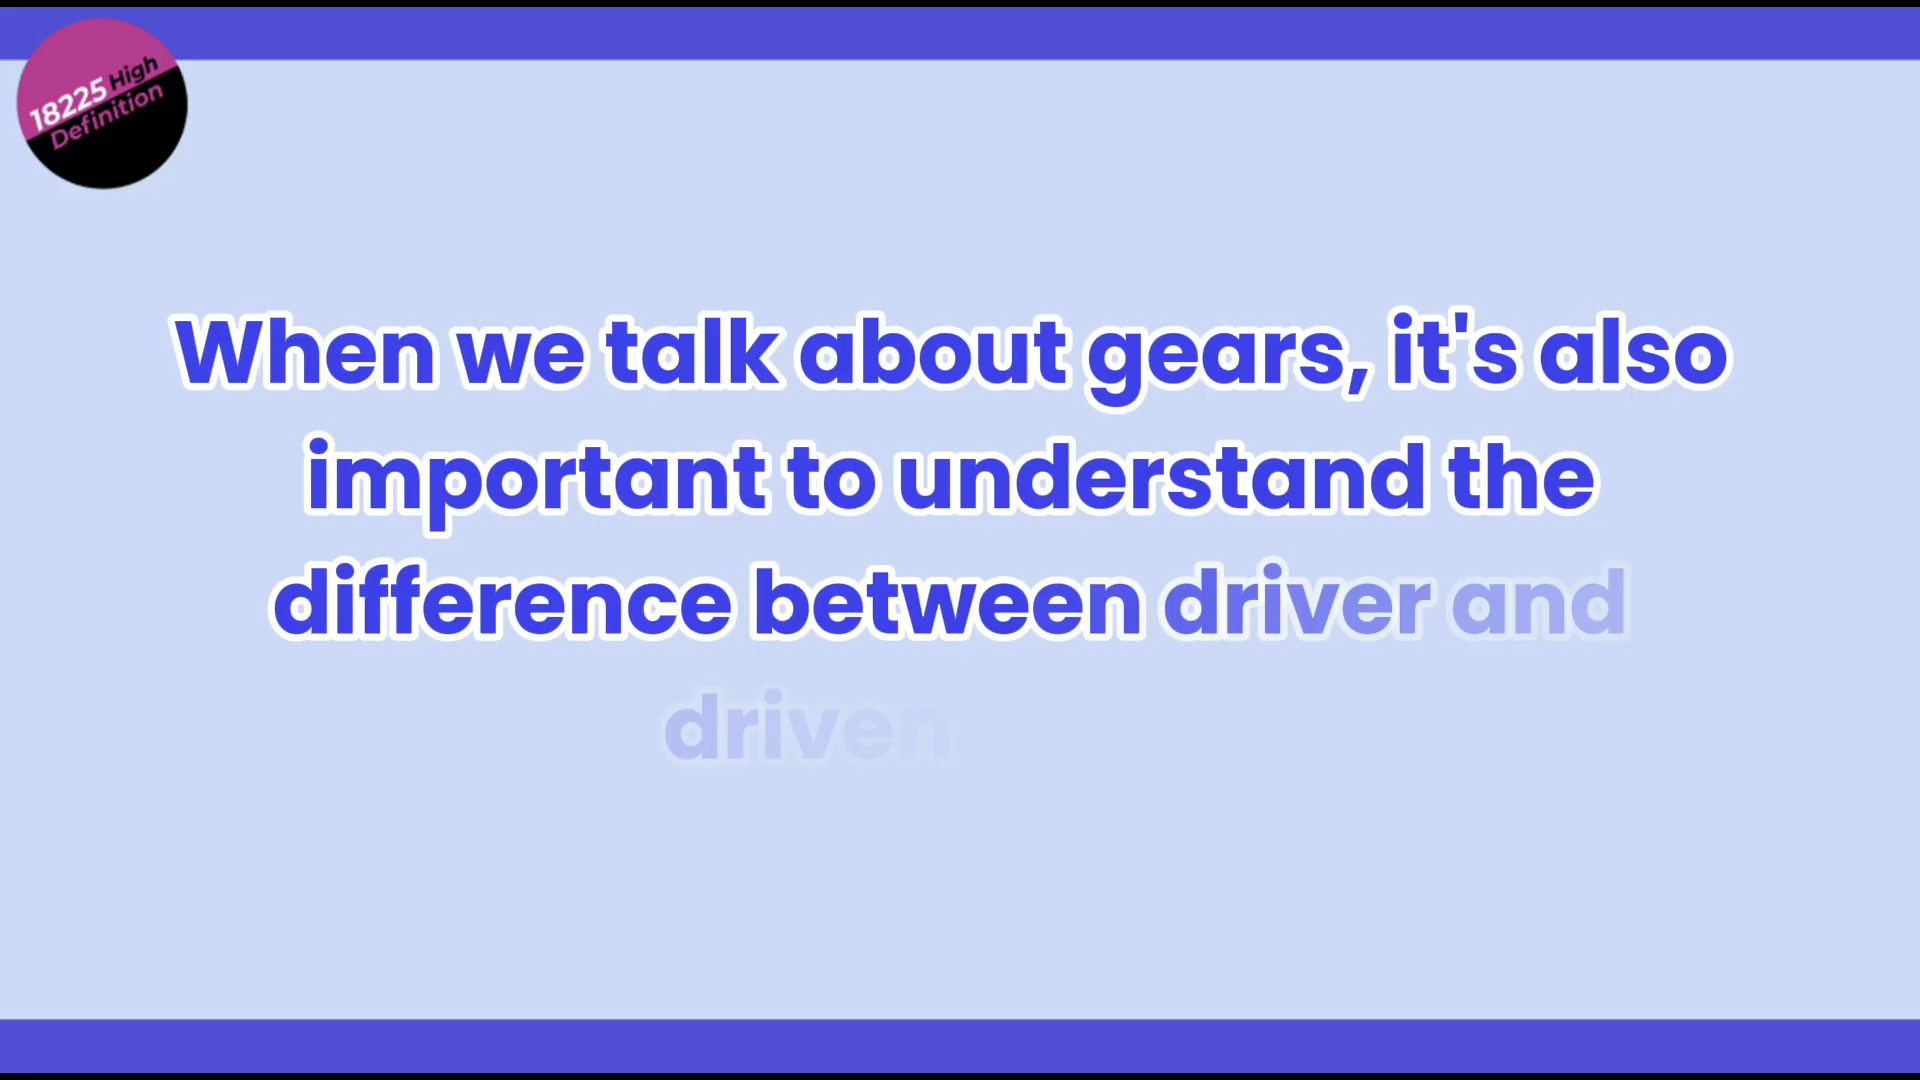 18225 High
Definition
When we talk about gears, it's also
important to understand the
difference between driver and
driven